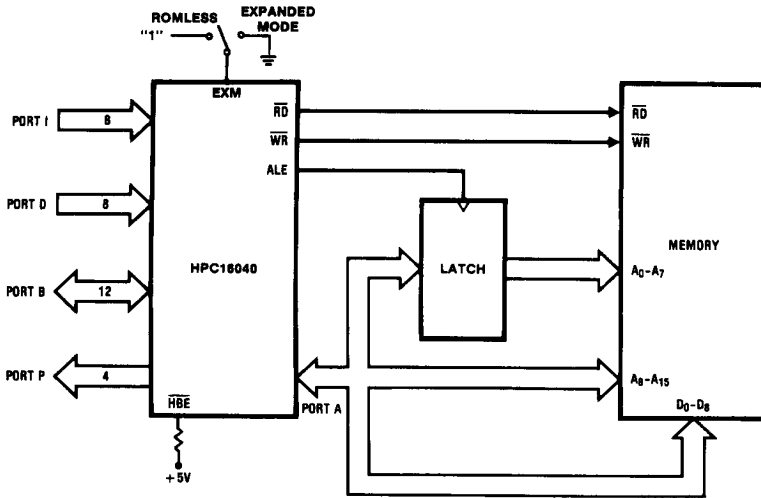 ROMLESS
EXPANDED
MODE
"1"
EXM
PORT I
8
PORT D
8
PORT B
12
PORT P
4
HPC16040
RD
WR
ALE
HBE
+5V
PORT A
LATCH
MEMORY
RD
WR
A0-A7
A8-A15
D0-D8